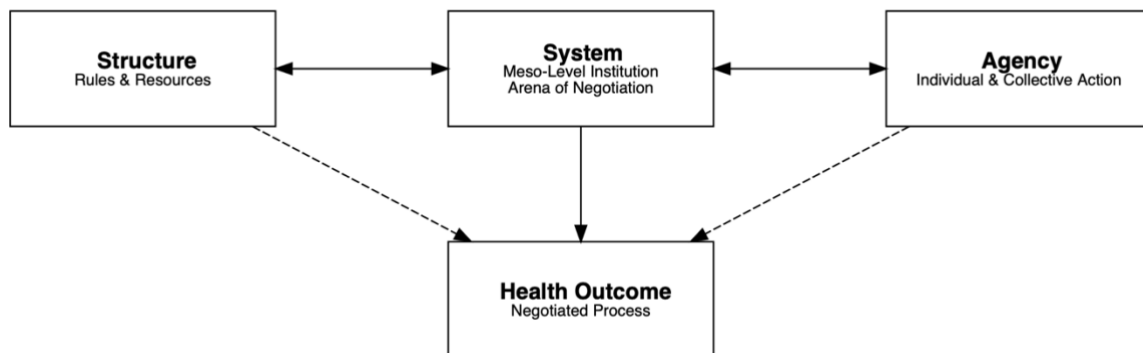 Structure
Rules & Resources
System
Meso-Level Institution
Arena of Negotiation
Agency
Individual & Collective Action
Health Outcome
Negotiated Process